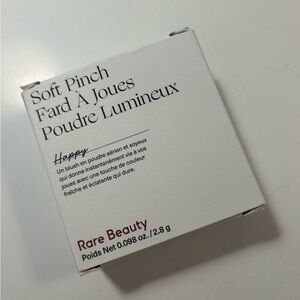 Soft Pinch
Fard À Joues
Poudre Lumineux
Happy
Un blush en poudre aérien et soyeux
qui donne instantanément vie à vos
joues avec une touche de couleur
fraîche et éclatante qui dure.
Rare Beauty
Poids Net 0.098 oz./2.8 g